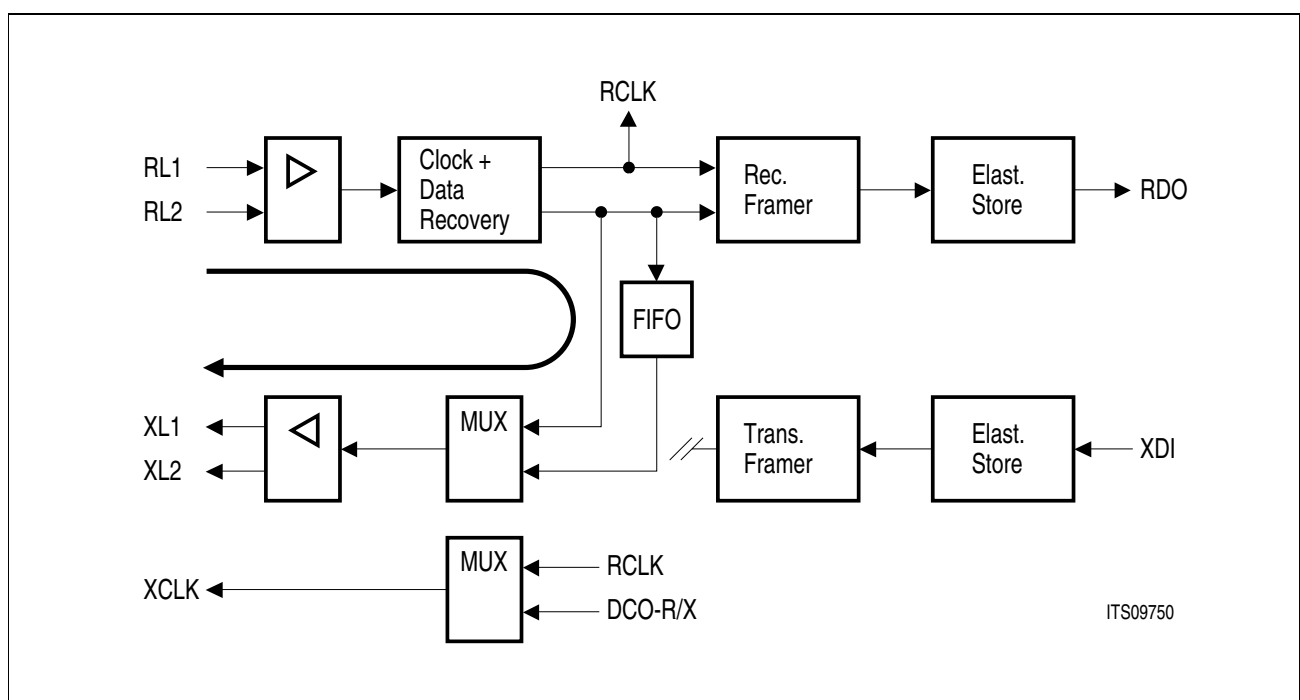 RCLK
RL1
RL2
Clock +
Data
Recovery
Rec.
Framer
Elast.
Store
RDO
FIFO
XL1
XL2
MUX
Trans.
Framer
Elast.
Store
XDI
XCLK
MUX
RCLK
DCO-R/X
ITS09750